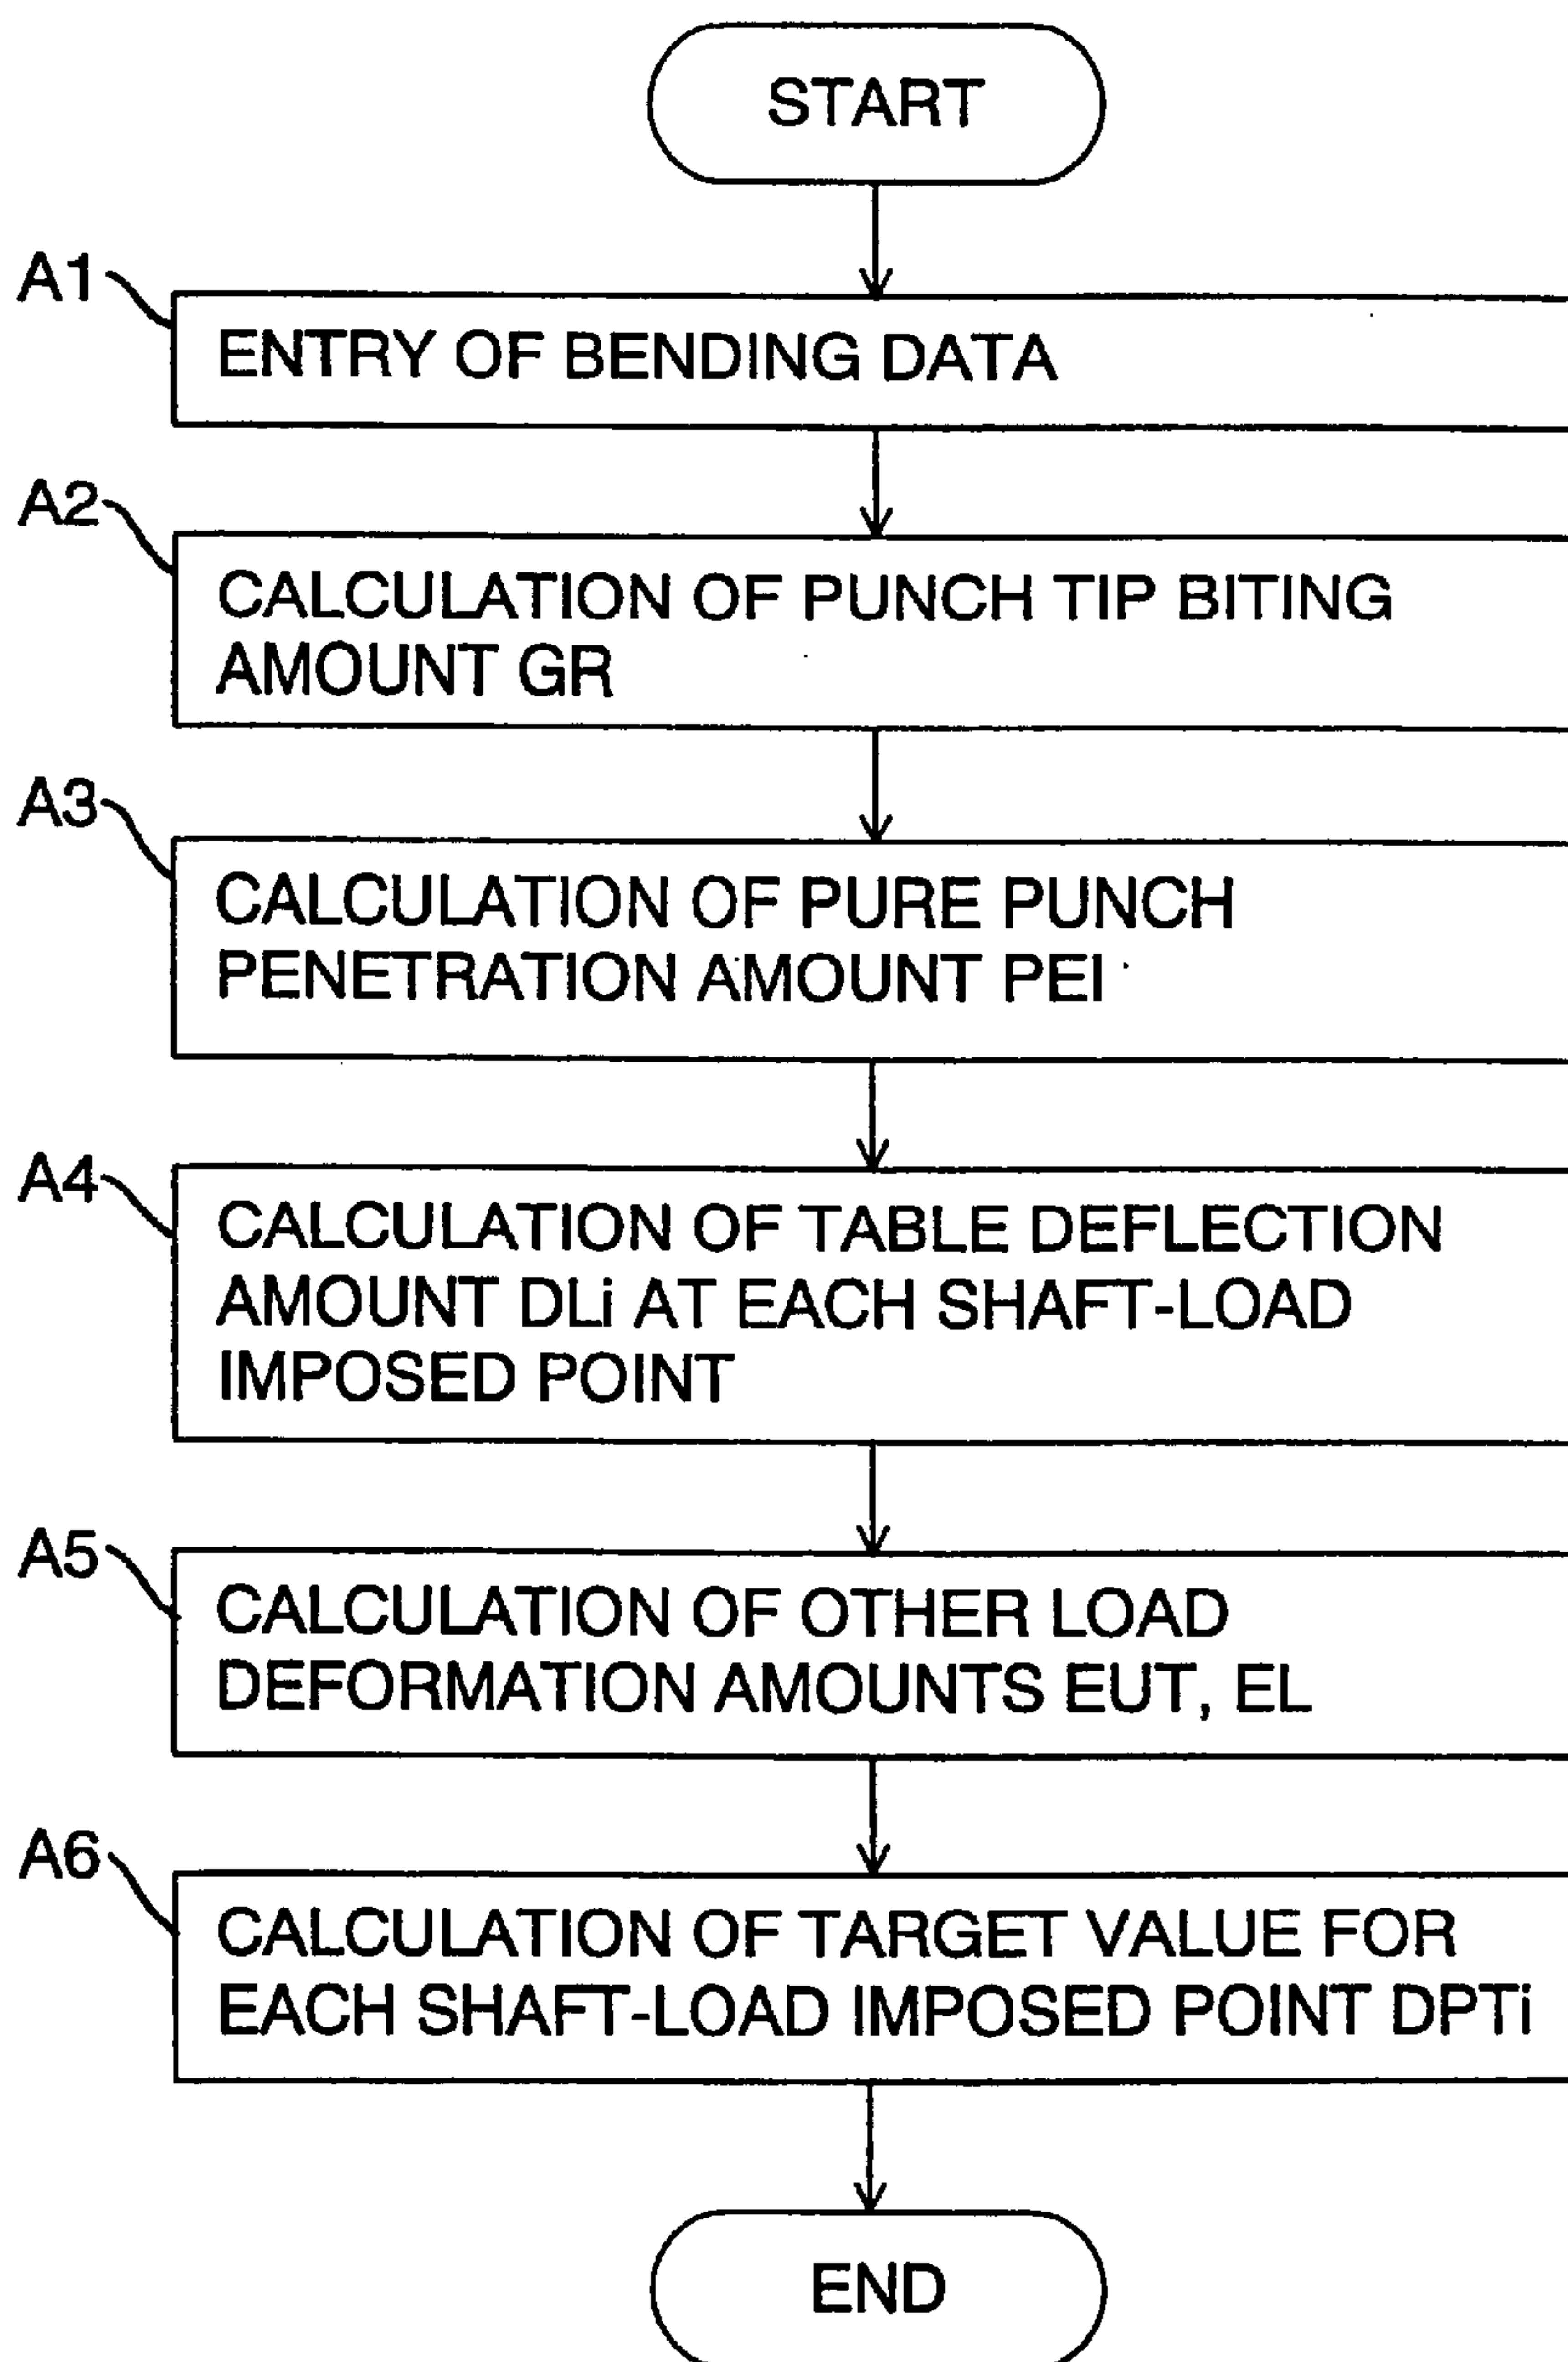 START
A1
ENTRY OF BENDING DATA
A2
CALCULATION OF PUNCH TIP BITING
AMOUNT GR
A3
CALCULATION OF PURE PUNCH
PENETRATION AMOUNT PEI
A4
CALCULATION OF TABLE DEFLECTION
AMOUNT DLi AT EACH SHAFT-LOAD
IMPOSED POINT
A5
CALCULATION OF OTHER LOAD
DEFORMATION AMOUNTS EUT, EL
A6
CALCULATION OF TARGET VALUE FOR
EACH SHAFT-LOAD IMPOSED POINT DPTi
END